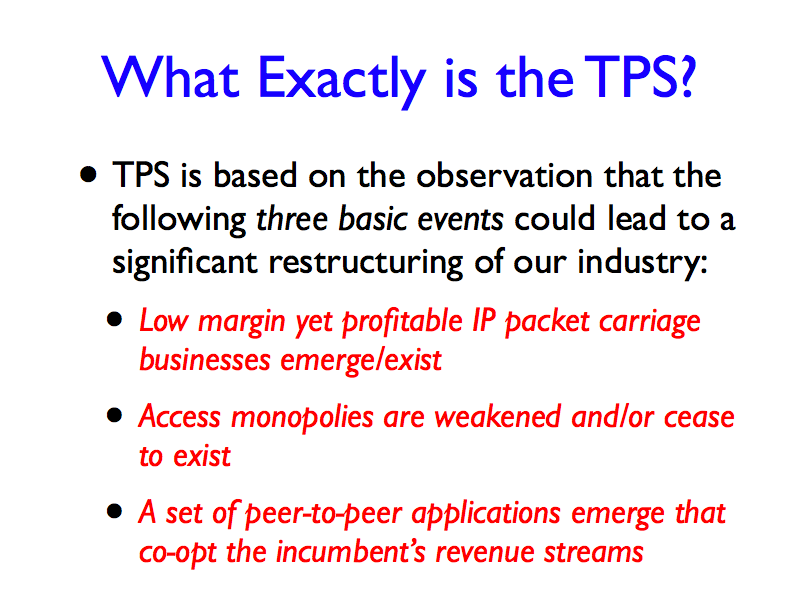 What Exactly is the TPS?
• TPS is based on the observation that the
following three basic events could lead to a
significant restructuring of our industry:
• Low margin yet profitable IP packet carriage
businesses emerge/exist
• Access monopolies are weakened and/or cease
to exist
• A set of peer-to-peer applications emerge that
co-opt the incumbent’s revenue streams